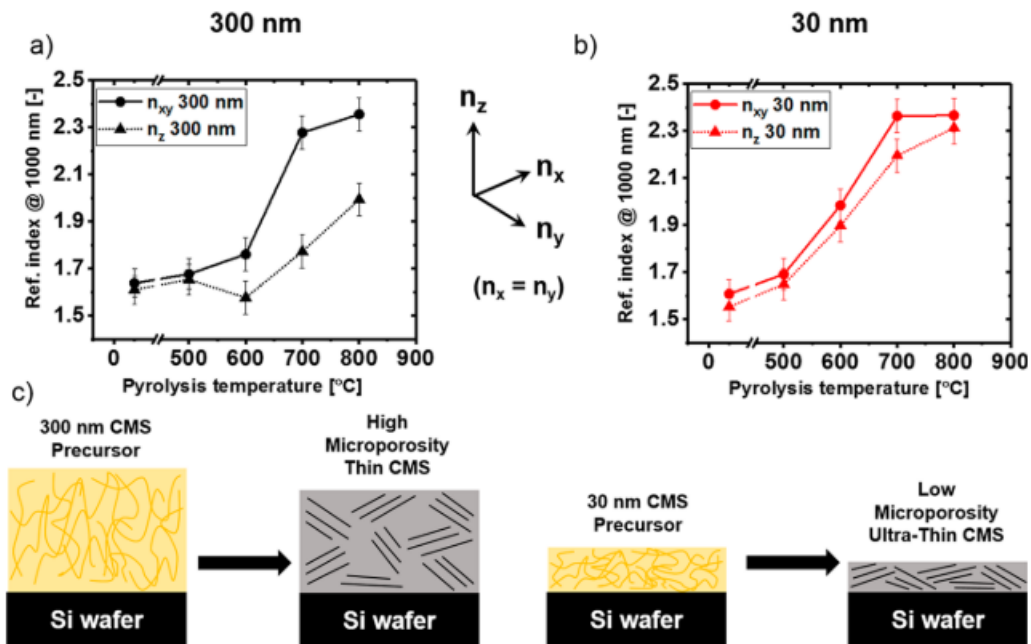 300 nm
30 nm
a)
2.5
2.3
2.1
1.9
1.7
1.5
Ref. index @ 1000 nm [-]
n_xy 300 nm
n_z 300 nm
0 500 600 700 800 900
Pyrolysis temperature [°C]
n_z
n_x
n_y
(n_x = n_y)
b)
2.5
2.3
2.1
1.9
1.7
1.5
Ref. index @ 1000 nm [-]
n_xy 30 nm
n_z 30 nm
0 500 600 700 800 900
Pyrolysis temperature [°C]
c)
300 nm CMS
Precursor
Si wafer
High
Microporosity
Thin CMS
Si wafer
30 nm CMS
Precursor
Si wafer
Low
Microporosity
Ultra-Thin CMS
Si wafer